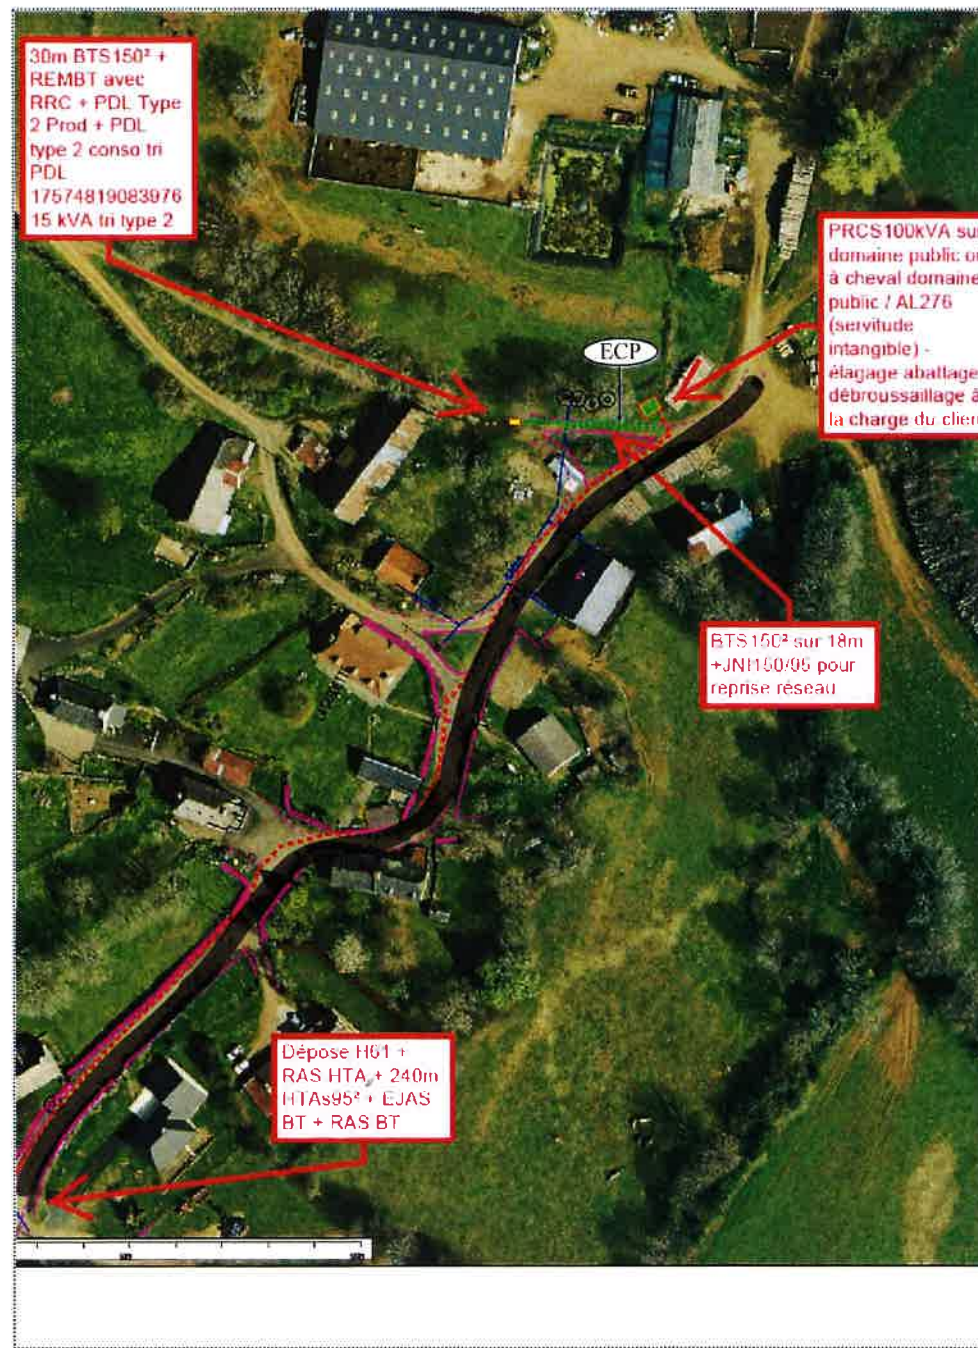 30m BTS150² +
REMBT avec
RRC + PDL Type
2 Prod + PDL
type 2 conso tri
PDL
17574819083976
15 kVA tri type 2
PRCS100kVA sur
domaine public ou
à cheval domaine
public / AL276
(servitude
intangible) -
élagage abattage
débroussaillage à
la charge du clien
ECP
BTS150² sur 18m
+JNI150/95 pour
reprise réseau
Dépose H61 +
RAS HTA + 240m
HTAs95² + EJAS
BT + RAS BT